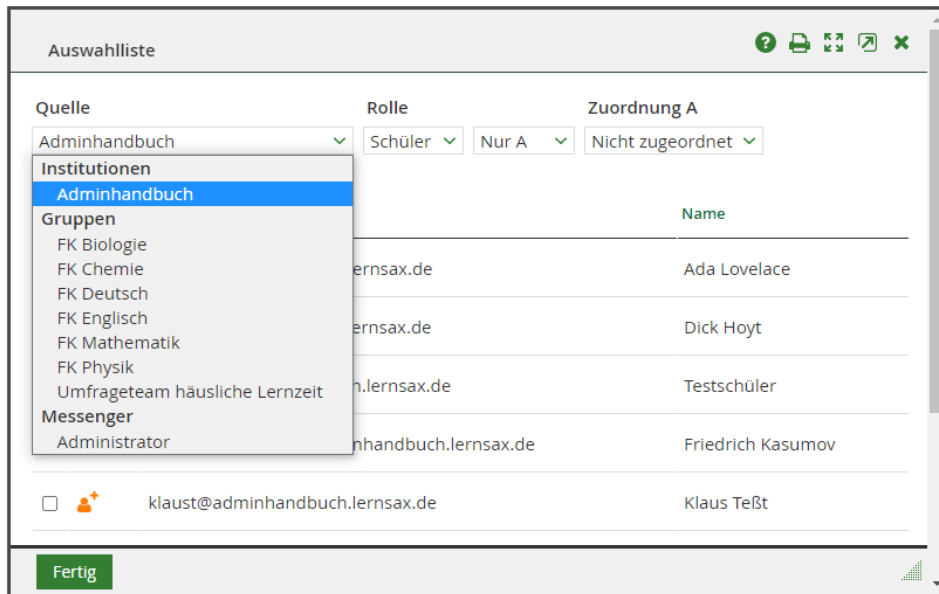 Auswahlliste
Quelle Rolle Zuordnung A
Adminhandbuch Schüler Nur A Nicht zugeordnet
Institutionen
Adminhandbuch
Gruppen
Name
FK Biologie
FK Chemie
ernsax.de Ada Lovelace
FK Deutsch
FK Englisch
ernsax.de Dick Hoyt
FK Mathematik
FK Physik
n.lernsax.de Testschüler
Umfrageteam häusliche Lernzeit
Messenger
Administrator
nhandbuch.lernsax.de Friedrich Kasumov
klaust@adminhandbuch.lernsax.de Klaus Teßt
Fertig